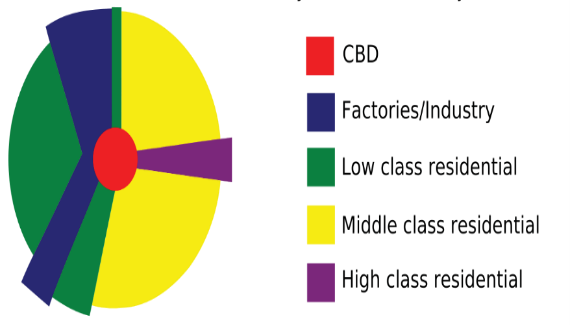 CBD
Factories/Industry
Low class residential
Middle class residential
High class residential